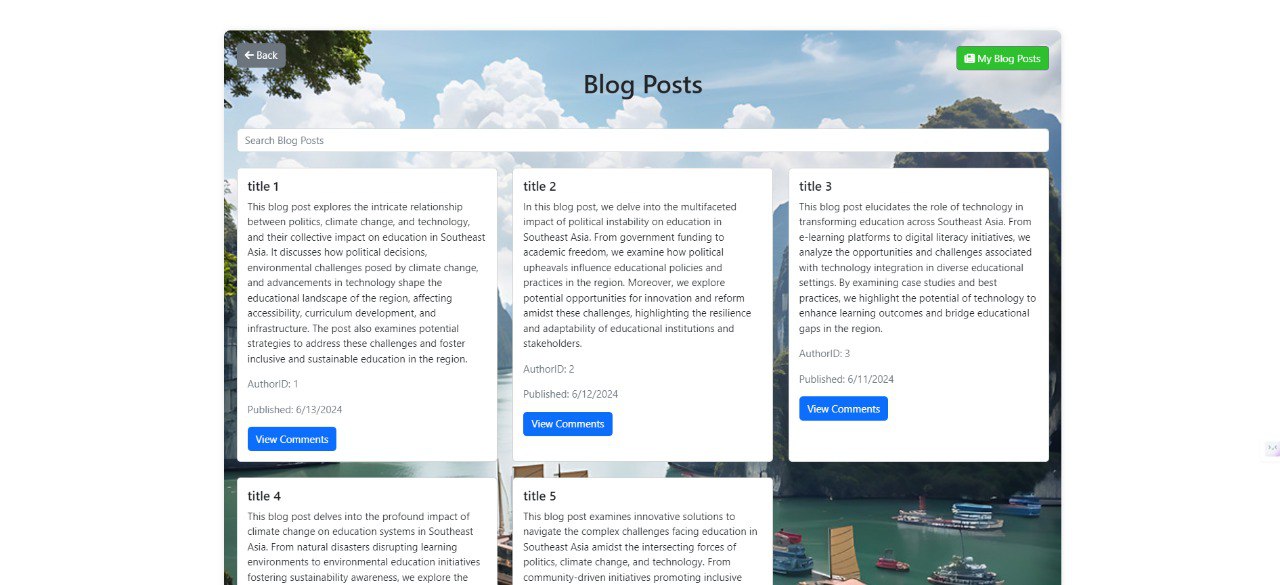 Back
My Blog Posts
Blog Posts
Search Blog Posts
title 1
This blog post explores the intricate relationship
between politics, climate change, and technology,
and their collective impact on education in Southeast
Asia. It discusses how political decisions,
environmental challenges posed by climate change,
and advancements in technology shape the
educational landscape of the region, affecting
accessibility, curriculum development, and
infrastructure. The post also examines potential
strategies to address these challenges and foster
inclusive and sustainable education in the region.
AuthorID: 1
Published: 6/13/2024
View Comments
title 2
In this blog post, we delve into the multifaceted
impact of political instability on education in
Southeast Asia. From government funding to
academic freedom, we examine how political
upheavals influence educational policies and
practices in the region. Moreover, we explore
potential opportunities for innovation and reform
amidst these challenges, highlighting the resilience
and adaptability of educational institutions and
stakeholders.
AuthorID: 2
Published: 6/12/2024
View Comments
title 3
This blog post elucidates the role of technology in
transforming education across Southeast Asia. From
e-learning platforms to digital literacy initiatives, we
analyze the opportunities and challenges associated
with technology integration in diverse educational
settings. By examining case studies and best
practices, we highlight the potential of technology to
enhance learning outcomes and bridge educational
gaps in the region.
AuthorID: 3
Published: 6/11/2024
View Comments
title 4
This blog post delves into the profound impact of
climate change on education systems in Southeast
Asia. From natural disasters disrupting learning
environments to environmental education initiatives
fostering sustainability awareness, we explore the
title 5
This blog post examines innovative solutions to
navigate the complex challenges facing education in
Southeast Asia amidst the intersecting forces of
politics, climate change, and technology. From
community-driven initiatives promoting inclusive